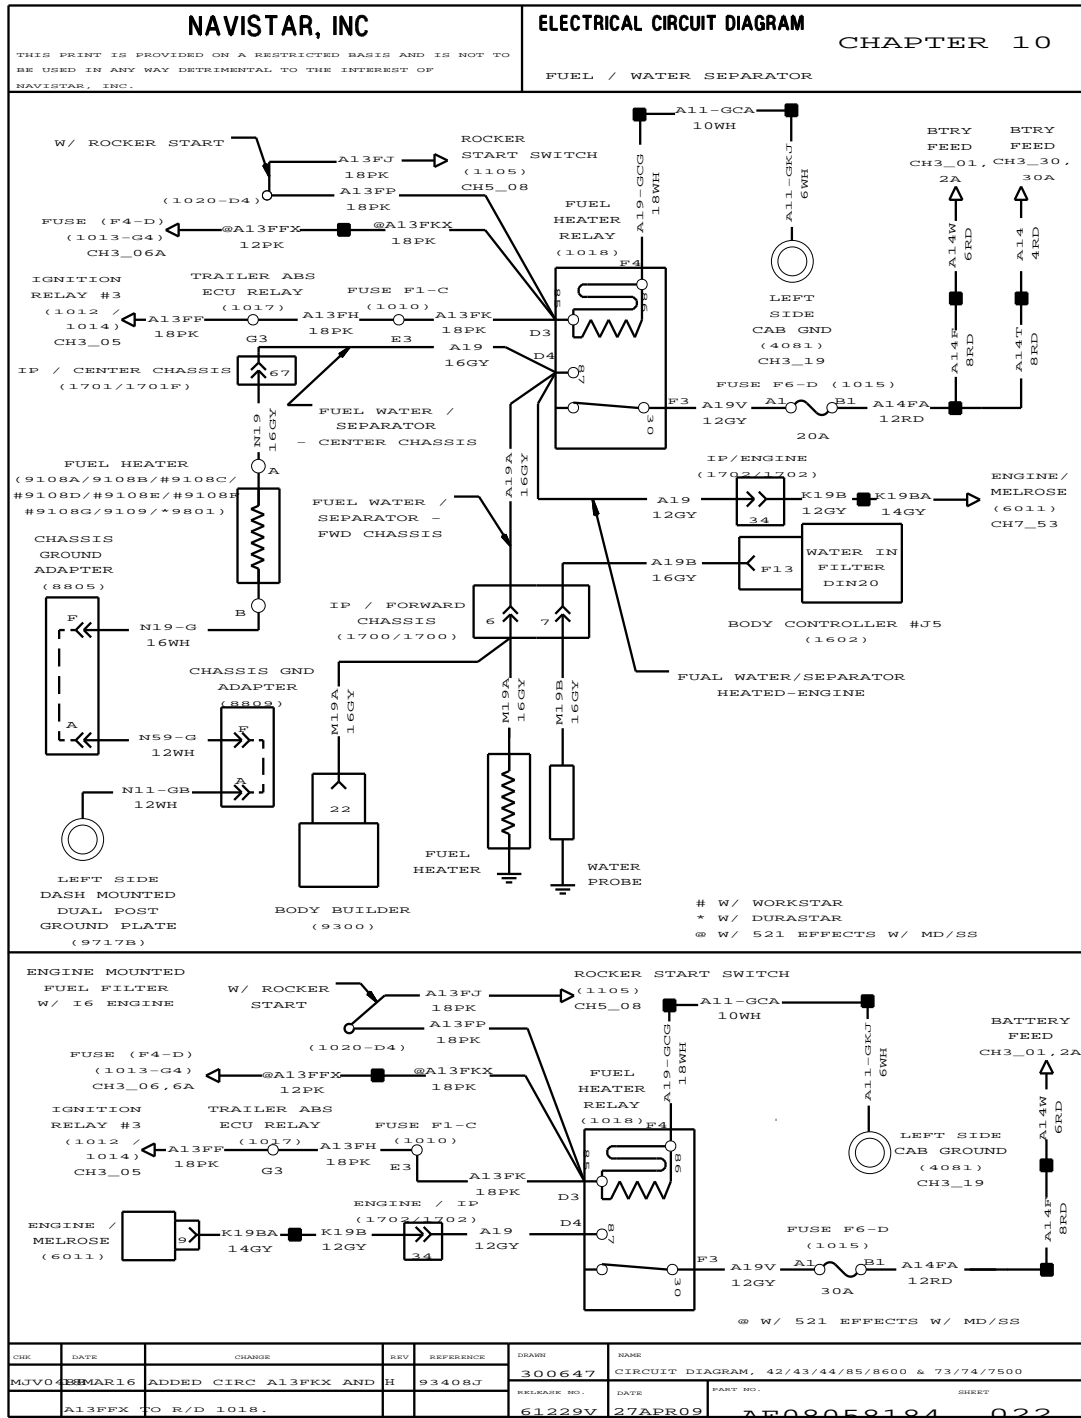 NAVISTAR, INC
THIS PRINT IS PROVIDED ON A RESTRICTED BASIS AND IS NOT TO
BE USED IN ANY WAY DETRIMENTAL TO THE INTEREST OF
NAVISTAR, INC.
ELECTRICAL CIRCUIT DIAGRAM
CHAPTER 10
FUEL / WATER SEPARATOR
W/ ROCKER START
A13FJ
18PK
ROCKER
START SWITCH
(1105)
CH5_08
(1020-D4)
A13FP
18PK
FUSE (F4-D)
(1013-G4)
CH3_06A
@A13FFX
12PK
@A13FKX
18PK
IGNITION
RELAY #3
(1012 /
1014)
CH3_05
A13FF
18PK
TRAILER ABS
ECU RELAY
(1017)
G3
A13FH
18PK
FUSE F1-C
(1010)
E3
A13FK
18PK
A19
16GY
D3
D4
FUEL
HEATER
RELAY
(1018)
F4
85
86
87
30
F3
A19-GCG
18WH
A11-GCA
10WH
A11-GKJ
6WH
LEFT
SIDE
CAB GND
(4081)
CH3_19
BTRY
FEED
CH3_01,
2A
BTRY
FEED
CH3_30,
30A
A14W
6RD
A14
4RD
A14F
8RD
A14T
8RD
FUSE F6-D (1015)
A19V
12GY
A1
B1
20A
A14FA
12RD
IP / CENTER CHASSIS
(1701/1701F)
67
N19
16GY
FUEL WATER /
SEPARATOR
- CENTER CHASSIS
FUEL HEATER
(9108A/9108B/#9108C/
#9108D/#9108E/#9108F
#9108G/9109/*9801)
A
B
FUEL WATER /
SEPARATOR -
FWD CHASSIS
A19A
16GY
IP/ENGINE
(1702/1702)
A19
12GY
34
K19B
12GY
K19BA
14GY
ENGINE/
MELROSE
(6011)
CH7_53
A19B
16GY
F13
WATER IN
FILTER
DIN20
BODY CONTROLLER #J5
(1602)
CHASSIS
GROUND
ADAPTER
(8805)
F
A
N19-G
16WH
IP / FORWARD
CHASSIS
(1700/1700)
6
7
CHASSIS GND
ADAPTER
(8809)
F
A
N59-G
12WH
N11-GB
12WH
M19A
16GY
M19A
16GY
M19B
16GY
FUAL WATER/SEPARATOR
HEATED-ENGINE
22
BODY BUILDER
(9300)
FUEL
HEATER
WATER
PROBE
LEFT SIDE
DASH MOUNTED
DUAL POST
GROUND PLATE
(9717B)
# W/ WORKSTAR
* W/ DURASTAR
@ W/ 521 EFFECTS W/ MD/SS
ENGINE MOUNTED
FUEL FILTER
W/ I6 ENGINE
W/ ROCKER
START
A13FJ
18PK
ROCKER START SWITCH
(1105)
CH5_08
(1020-D4)
A13FP
18PK
FUSE (F4-D)
(1013-G4)
CH3_06,6A
@A13FFX
12PK
@A13FKX
18PK
IGNITION
RELAY #3
(1012 /
1014)
CH3_05
A13FF
18PK
TRAILER ABS
ECU RELAY
(1017)
G3
A13FH
18PK
FUSE F1-C
(1010)
E3
A13FK
18PK
D3
D4
FUEL
HEATER
RELAY
(1018)
F4
85
86
87
30
F3
A19-GCG
18WH
A11-GCA
10WH
A11-GKJ
6WH
LEFT SIDE
CAB GROUND
(4081)
CH3_19
BATTERY
FEED
CH3_01,2A
A14W
6RD
A14F
8RD
ENGINE /
MELROSE
(6011)
9
K19BA
14GY
K19B
12GY
ENGINE / IP
(1702/1702)
34
A19
12GY
FUSE F6-D
(1015)
A19V
12GY
A1
B1
30A
A14FA
12RD
@ W/ 521 EFFECTS W/ MD/SS
CHK DATE CHANGE REV REFERENCE
ADDED CIRC A13FKX AND H 93408J
A13FFX TO R/D 1018.
DRAWN
300647
NAME
CIRCUIT DIAGRAM, 42/43/44/85/8600 & 73/74/7500
RELEASE NO.
61229V
DATE
27APR09
PART NO.
AF08058184
SHEET
022